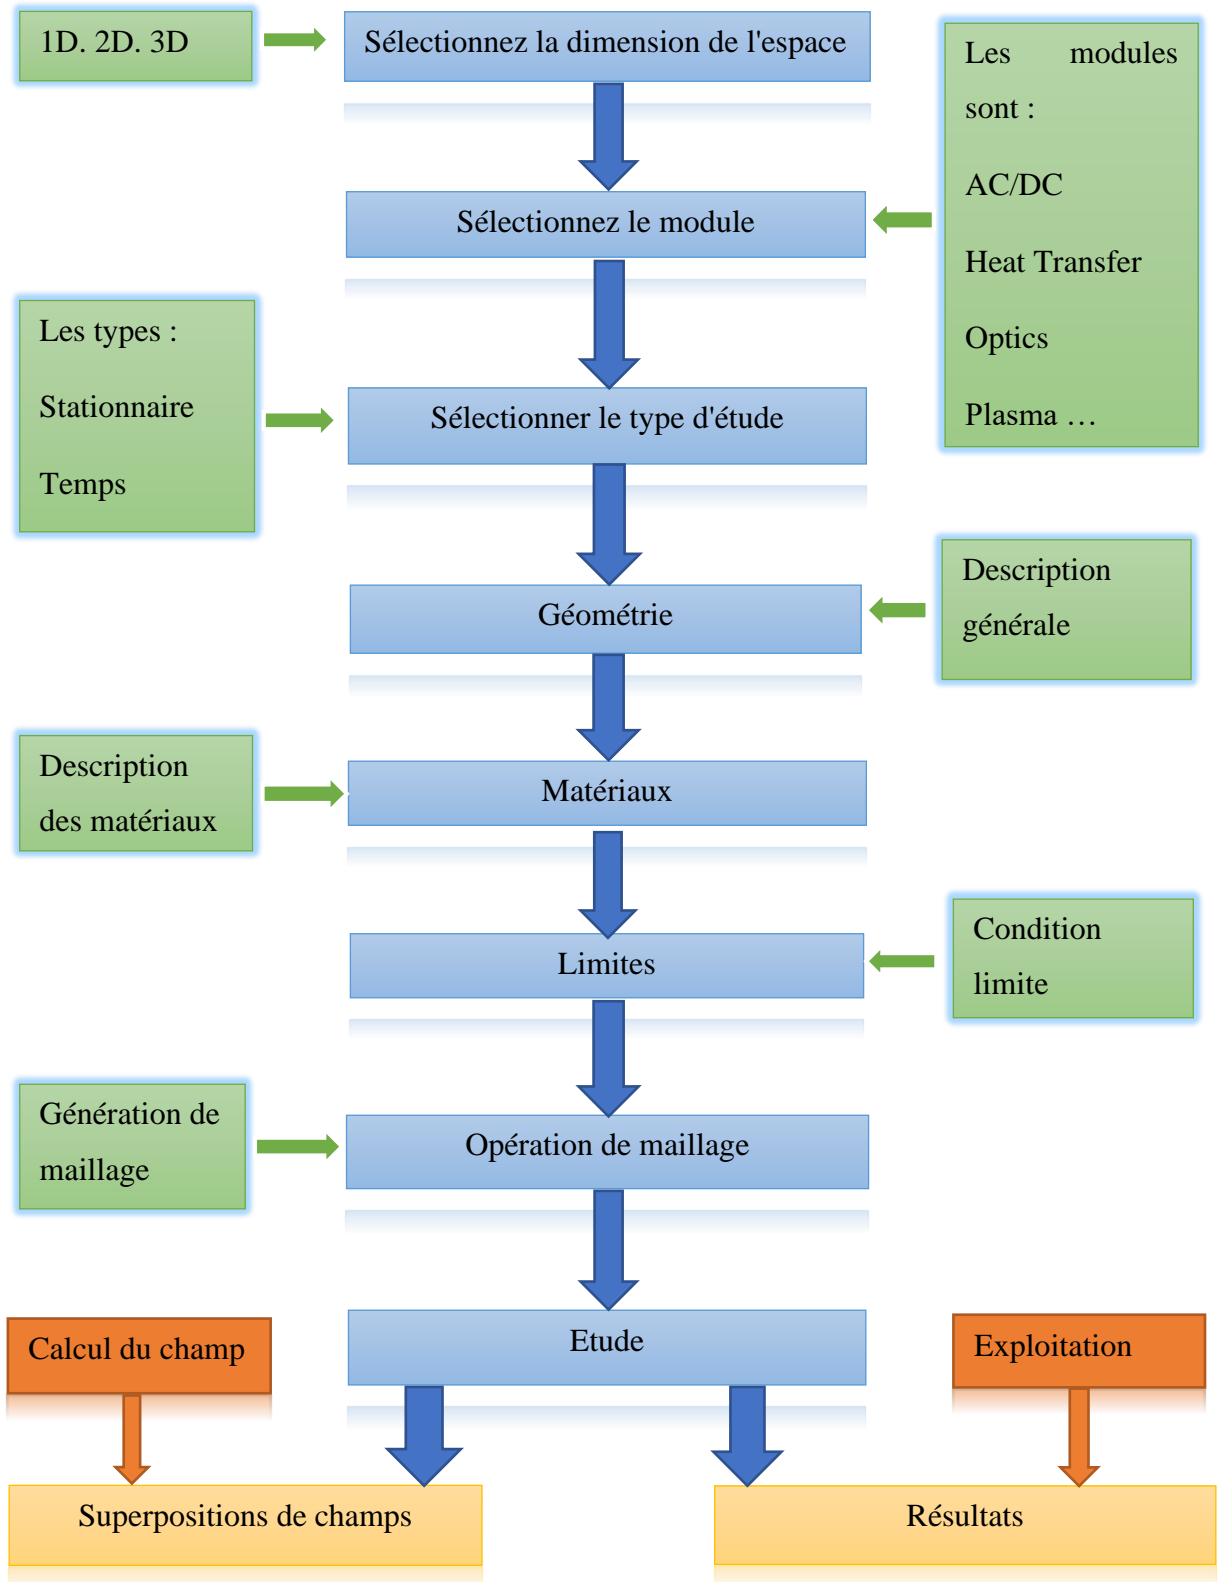 1D. 2D. 3D
Sélectionnez la dimension de l'espace
Les modules
sont :
AC/DC
Heat Transfer
Optics
Plasma …
Sélectionnez le module
Les types :
Stationnaire
Temps
Sélectionner le type d'étude
Description
générale
Géométrie
Description
des matériaux
Matériaux
Condition
limite
Limites
Génération de
maillage
Opération de maillage
Etude
Calcul du champ
Exploitation
Superpositions de champs
Résultats